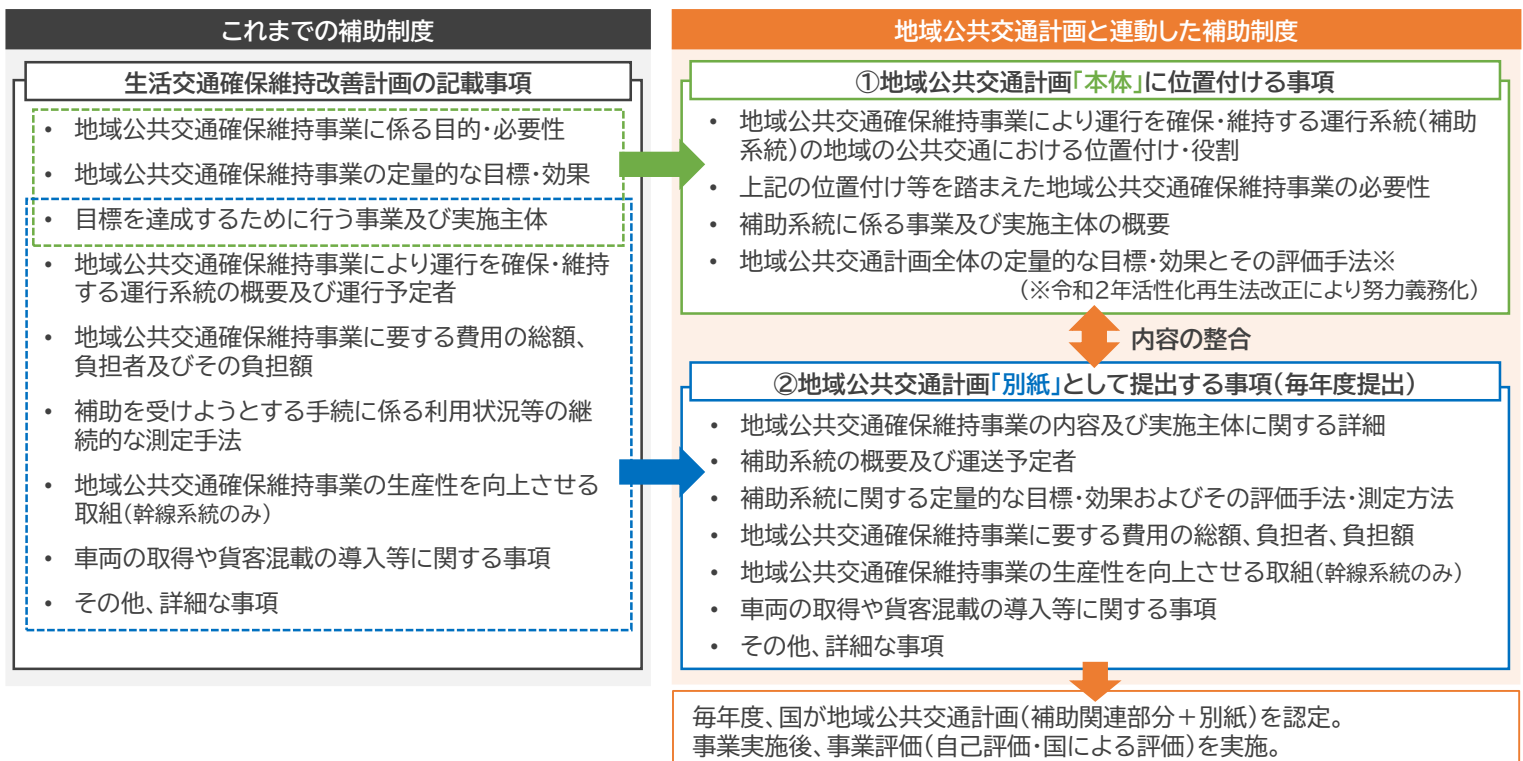 これまでの補助制度
生活交通確保維持改善計画の記載事項
• 地域公共交通確保維持事業に係る目的・必要性
• 地域公共交通確保維持事業の定量的な目標・効果
• 目標を達成するために行う事業及び実施主体
• 地域公共交通確保維持事業により運行を確保・維持
する運行系統の概要及び運行予定者
• 地域公共交通確保維持事業に要する費用の総額、
負担者及びその負担額
• 補助を受けようとする手続に係る利用状況等の継
続的な測定手法
• 地域公共交通確保維持事業の生産性を向上させる
取組(幹線系統のみ)
• 車両の取得や貨客混載の導入等に関する事項
• その他、詳細な事項
地域公共交通計画と連動した補助制度
①地域公共交通計画「本体」に位置付ける事項
• 地域公共交通確保維持事業により運行を確保・維持する運行系統(補助
系統)の地域の公共交通における位置付け・役割
• 上記の位置付け等を踏まえた地域公共交通確保維持事業の必要性
• 補助系統に係る事業及び実施主体の概要
• 地域公共交通計画全体の定量的な目標・効果とその評価手法※
(※令和2年活性化再生法改正により努力義務化)
内容の整合
②地域公共交通計画「別紙」として提出する事項(毎年度提出)
• 地域公共交通確保維持事業の内容及び実施主体に関する詳細
• 補助系統の概要及び運送予定者
• 補助系統に関する定量的な目標・効果およびその評価手法・測定方法
• 地域公共交通確保維持事業に要する費用の総額、負担者、負担額
• 地域公共交通確保維持事業の生産性を向上させる取組(幹線系統のみ)
• 車両の取得や貨客混載の導入等に関する事項
• その他、詳細な事項
毎年度、国が地域公共交通計画(補助関連部分+別紙)を認定。
事業実施後、事業評価(自己評価・国による評価)を実施。